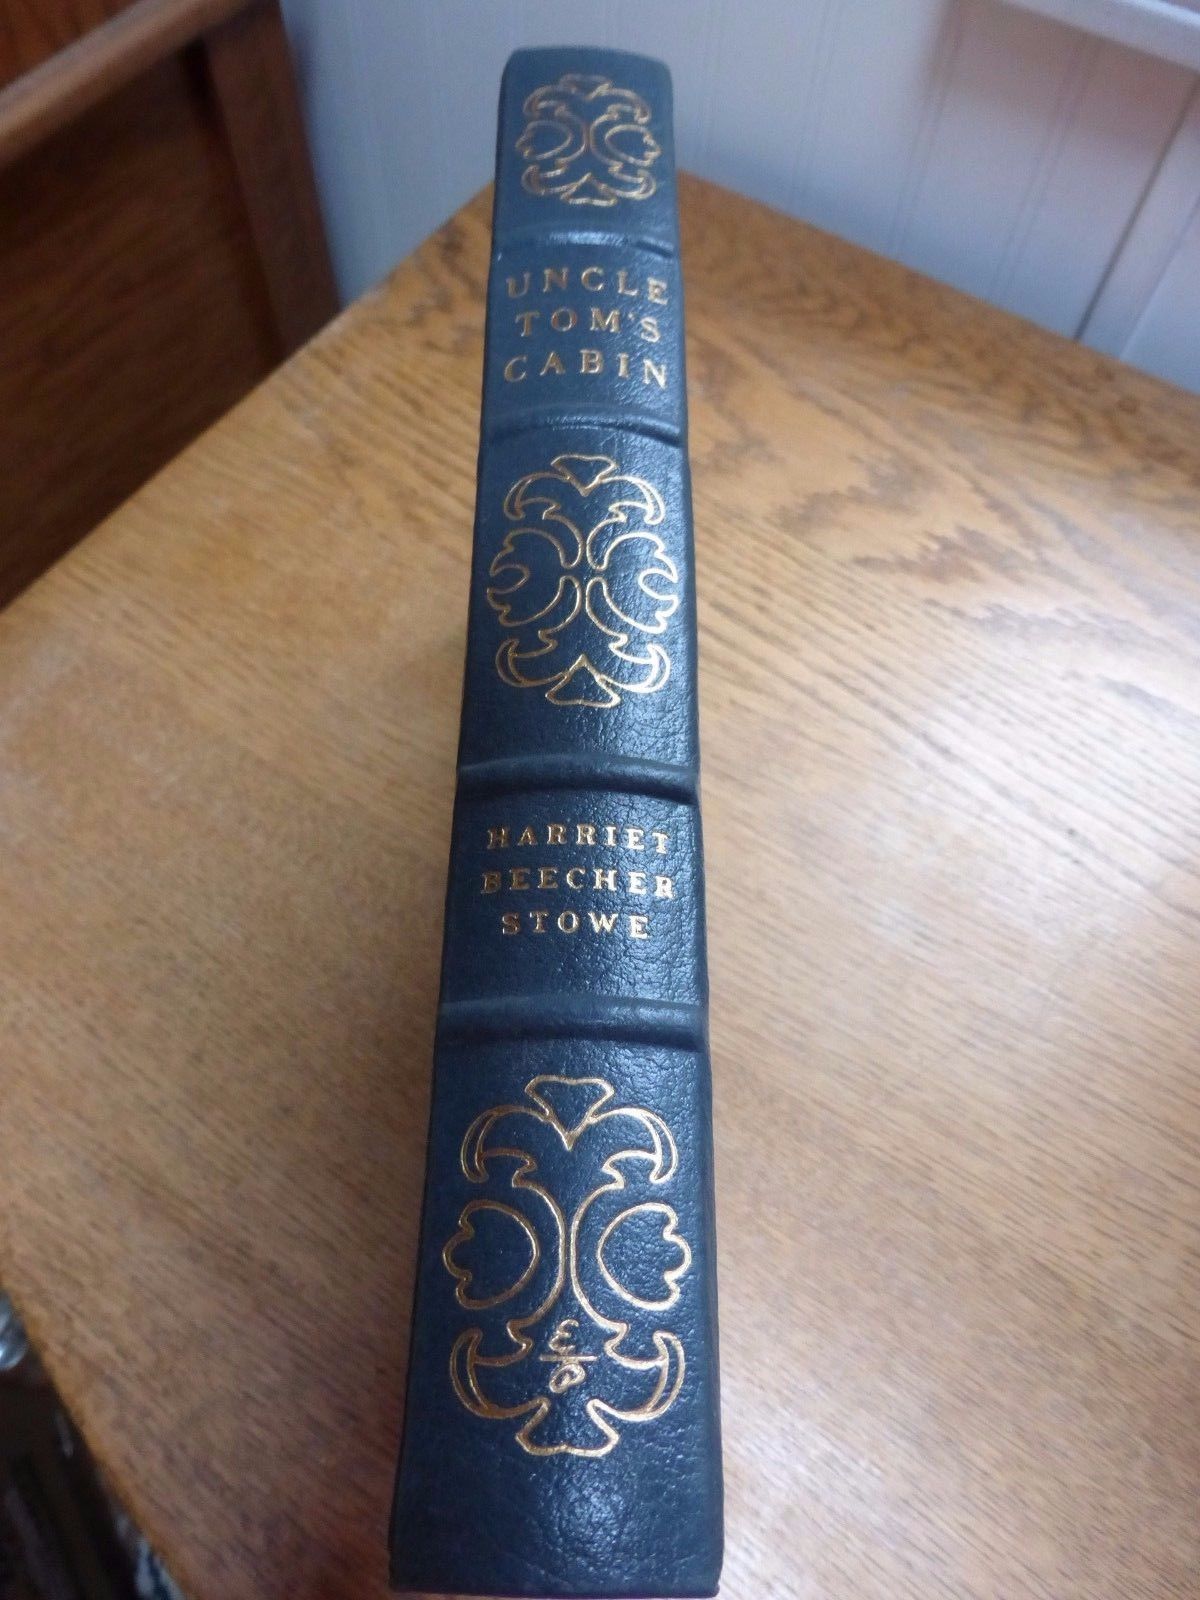 UNCLE
TOM'S
CABIN
HARRIET
BEECHER
STOWE
E
P